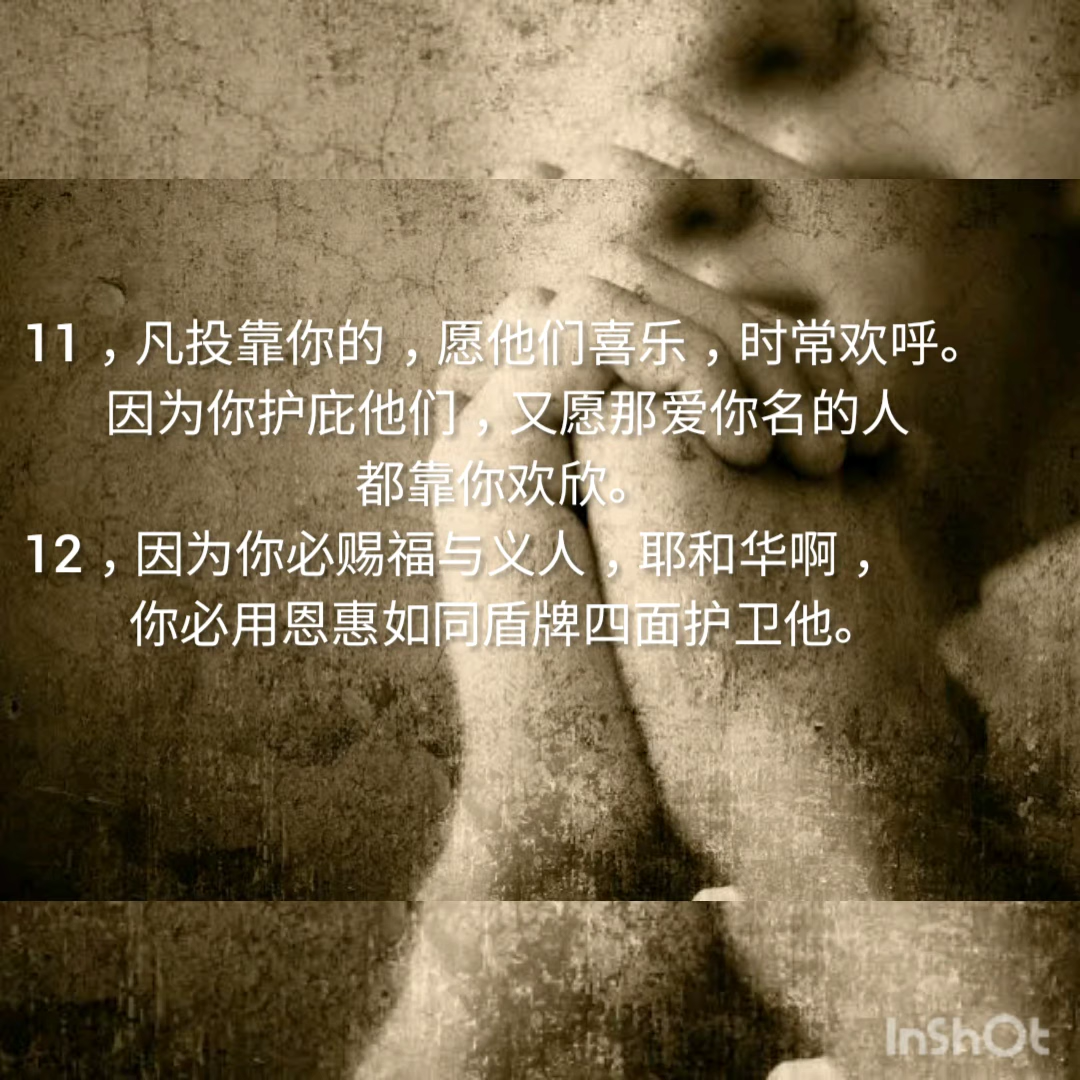 11，凡投靠你的，愿他们喜乐，时常欢呼。
因为你护庇他们，又愿那爱你名的人
都靠你欢欣。
12，因为你必赐福与义人，耶和华啊，
你必用恩惠如同盾牌四面护卫他。
InShOt